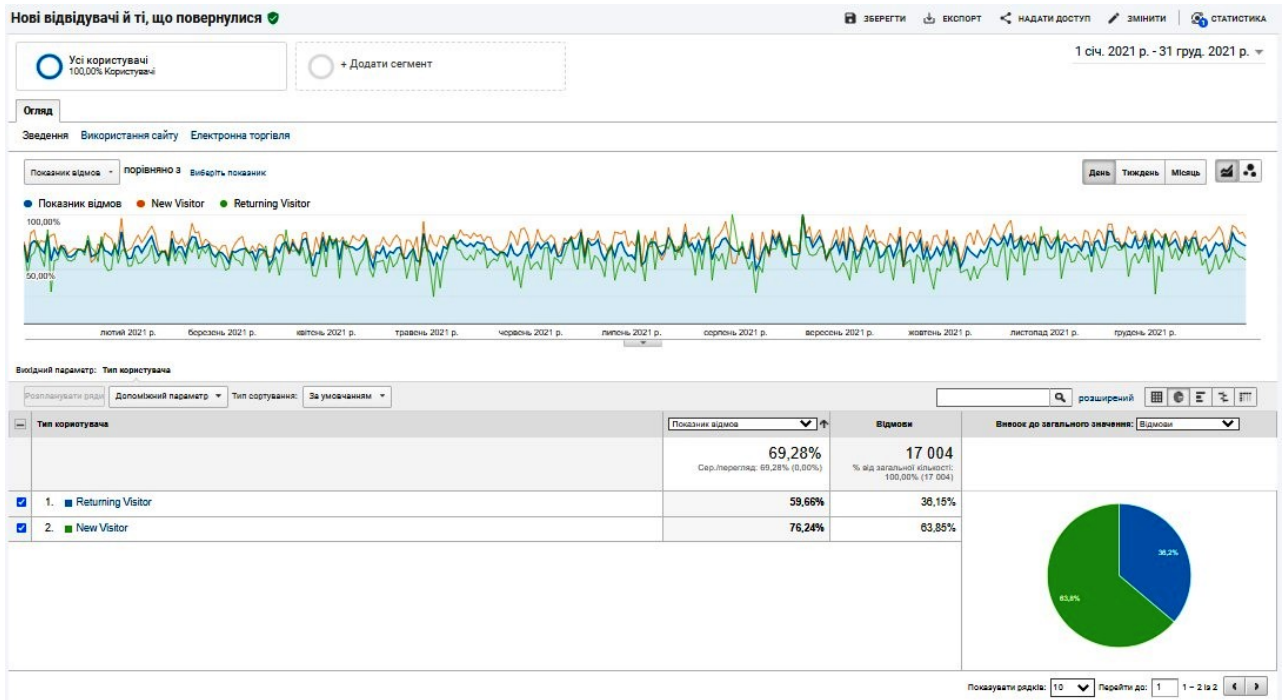 Нові відвідувачі й ті, що повернулися
ЗБЕРЕГТИ ЕКСПОРТ НАДАТИ ДОСТУП ЗМІНИТИ СТАТИСТИКА
1 січ. 2021 р. - 31 груд. 2021 р.
Усі користувачі
100,00% Користувачі
+ Додати сегмент
Огляд
Зведення Використання сайту Електронна торгівля
Показник відмов порівняно з Виберіть показник
День Тиждень Місяць
Показник відмов New Visitor Returning Visitor
100,00%
50,00%
лютий 2021 р. березень 2021 р. квітень 2021 р. травень 2021 р. червень 2021 р. липень 2021 р. серпень 2021 р. вересень 2021 р. жовтень 2021 р. листопад 2021 р. грудень 2021 р.
Вихідний параметр: Тип користувача
Розпланувати ряди Допоміжний параметр Тип сортування: За умовчанням розширений
Тип користувача Показник відмов Відмови Внесок до загального значення: Відмови
69,28% 17 004
Сер./перегляд: 69,28% (0,00%) % від загальної кількості:
100,00% (17 004)
1. Returning Visitor 59,66% 36,15%
2. New Visitor 76,24% 63,85%
36,2%
63,8%
Показувати рядків: 10 Перейти до: 1 1 – 2 із 2